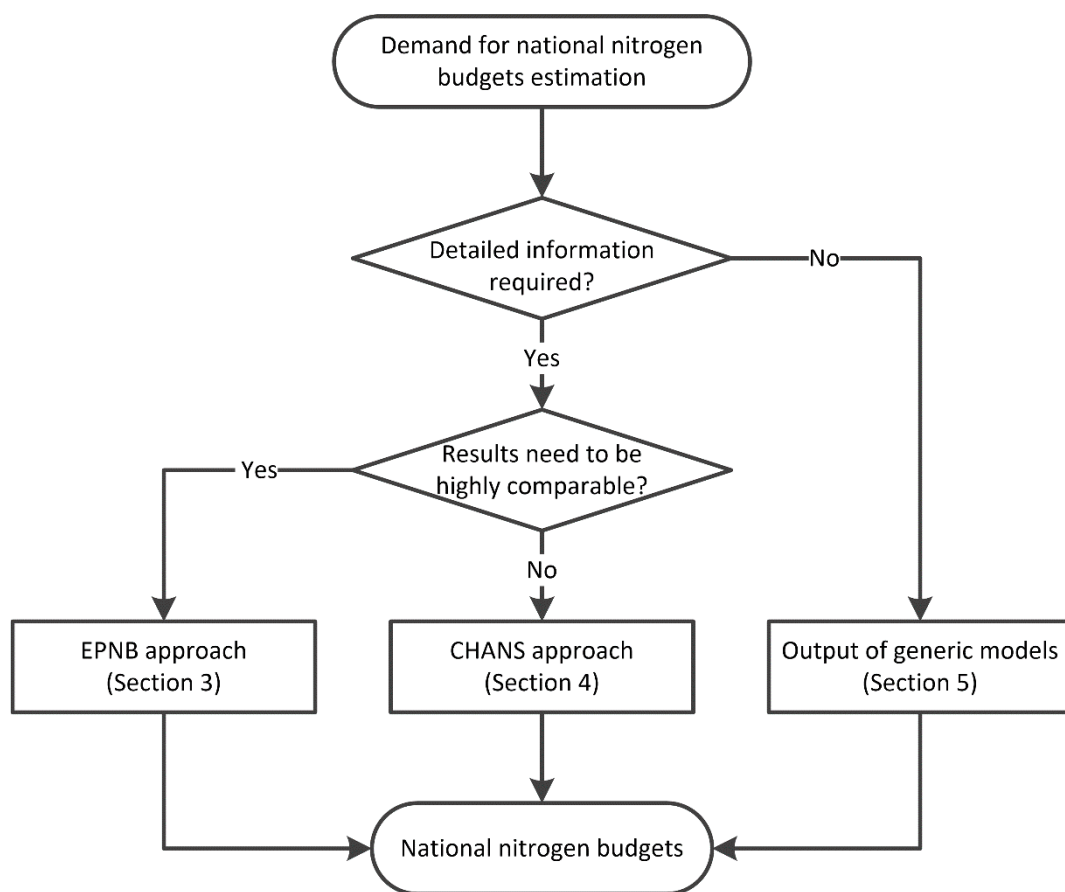 Demand for national nitrogen
budgets estimation
Detailed information
required?
No
Yes
Results need to be
highly comparable?
Yes
No
EPNB approach
(Section 3)
CHANS approach
(Section 4)
Output of generic models
(Section 5)
National nitrogen budgets